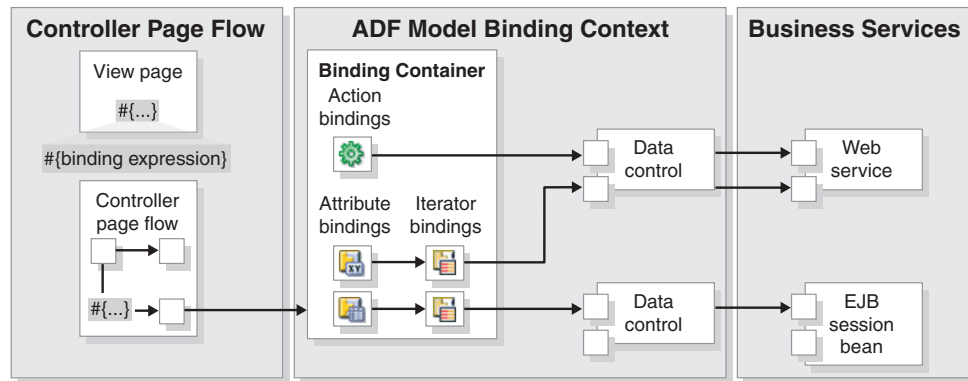 Controller Page Flow
View page
#{...}
#{binding expression}
Controller
page flow
#{...}
ADF Model Binding Context
Binding Container
Action
bindings
Attribute
bindings
XY
Iterator
bindings
Data
control
Data
control
Business Services
Web
service
EJB
session
bean